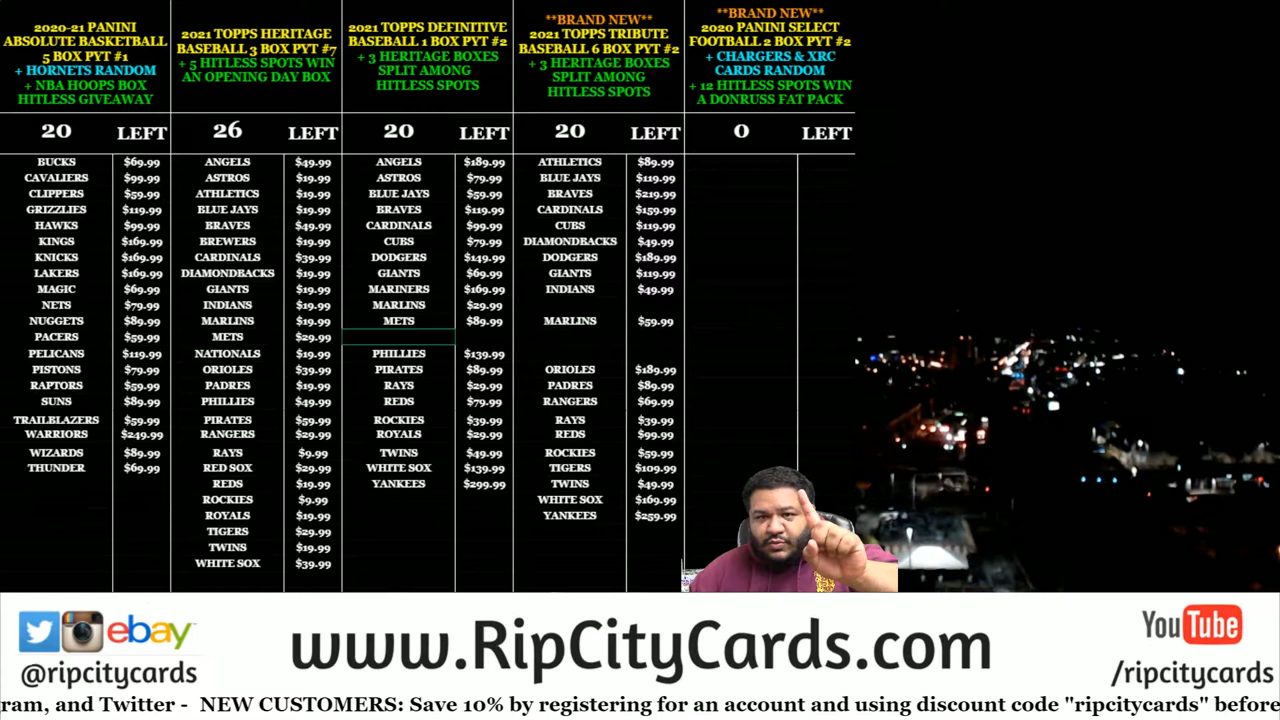 2020-21 PANINI
ABSOLUTE BASKETBALL
5 BOX PYT #1
+ HORNETS RANDOM
+ NBA HOOPS BOX
HITLESS GIVEAWAY
20 LEFT
BUCKS $69.99
CAVALIERS $99.99
CLIPPERS $59.99
GRIZZLIES $119.99
HAWKS $99.99
KINGS $169.99
KNICKS $169.99
LAKERS $169.99
MAGIC $69.99
NETS $79.99
NUGGETS $89.99
PACERS $59.99
PELICANS $119.99
PISTONS $79.99
RAPTORS $59.99
SUNS $89.99
TRAILBLAZERS $59.99
WARRIORS $249.99
WIZARDS $89.99
THUNDER $69.99
2021 TOPPS HERITAGE
BASEBALL 3 BOX PYT #7
+ 5 HITLESS SPOTS WIN
AN OPENING DAY BOX
26 LEFT
ANGELS $49.99
ASTROS $19.99
ATHLETICS $19.99
BLUE JAYS $19.99
BRAVES $49.99
BREWERS $19.99
CARDINALS $39.99
DIAMONDBACKS $19.99
GIANTS $19.99
INDIANS $19.99
MARLINS $19.99
METS $29.99
NATIONALS $19.99
ORIOLES $39.99
PADRES $19.99
PHILLIES $49.99
PIRATES $59.99
RANGERS $29.99
RAYS $9.99
RED SOX $29.99
REDS $19.99
ROCKIES $9.99
ROYALS $19.99
TIGERS $29.99
TWINS $19.99
WHITE SOX $39.99
2021 TOPPS DEFINITIVE
BASEBALL 1 BOX PYT #2
+ 3 HERITAGE BOXES
SPLIT AMONG
HITLESS SPOTS
20 LEFT
ANGELS $189.99
ASTROS $79.99
BLUE JAYS $59.99
BRAVES $119.99
CARDINALS $99.99
CUBS $79.99
DODGERS $149.99
GIANTS $69.99
MARINERS $169.99
MARLINS $29.99
METS $89.99
PHILLIES $139.99
PIRATES $89.99
RAYS $29.99
REDS $79.99
ROCKIES $39.99
ROYALS $29.99
TWINS $49.99
WHITE SOX $139.99
YANKEES $299.99
**BRAND NEW**
2021 TOPPS TRIBUTE
BASEBALL 6 BOX PYT #2
+ 3 HERITAGE BOXES
SPLIT AMONG
HITLESS SPOTS
20 LEFT
ATHLETICS $89.99
BLUE JAYS $119.99
BRAVES $219.99
CARDINALS $159.99
CUBS $119.99
DIAMONDBACKS $49.99
DODGERS $189.99
GIANTS $119.99
INDIANS $49.99
MARLINS $59.99
ORIOLES $189.99
PADRES $89.99
RANGERS $69.99
RAYS $39.99
REDS $99.99
ROCKIES $59.99
TIGERS $109.99
TWINS $49.99
WHITE SOX $169.99
YANKEES $259.99
**BRAND NEW**
2020 PANINI SELECT
FOOTBALL 2 BOX PYT #2
+ CHARGERS & XRC
CARDS RANDOM
+ 12 HITLESS SPOTS WIN
A DONRUSS FAT PACK
0 LEFT
ebay
@ripcitycards
www.RipCityCards.com
YouTube
/ripcitycards
ram, and Twitter - NEW CUSTOMERS: Save 10% by registering for an account and using discount code "ripcitycards" before